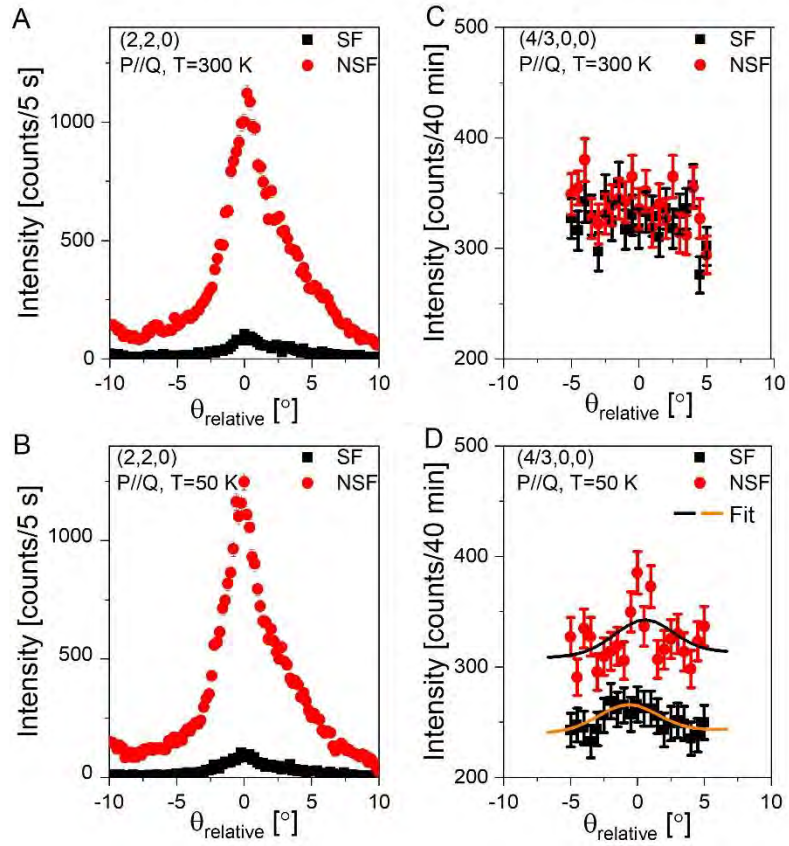 A
(2,2,0)
P//Q, T=300 K
SF
NSF
Intensity [counts/5 s]
1000
500
0
-10 -5 0 5 10
θrelative [°]
C
(4/3,0,0)
P//Q, T=300 K
SF
NSF
Intensity [counts/40 min]
500
400
300
200
-10 -5 0 5 10
θrelative [°]
B
(2,2,0)
P//Q, T=50 K
SF
NSF
Intensity [counts/5 s]
1000
500
0
-10 -5 0 5 10
θrelative [°]
D
(4/3,0,0)
P//Q, T=50 K
SF
NSF
Fit
Intensity [counts/40 min]
500
400
300
200
-10 -5 0 5 10
θrelative [°]